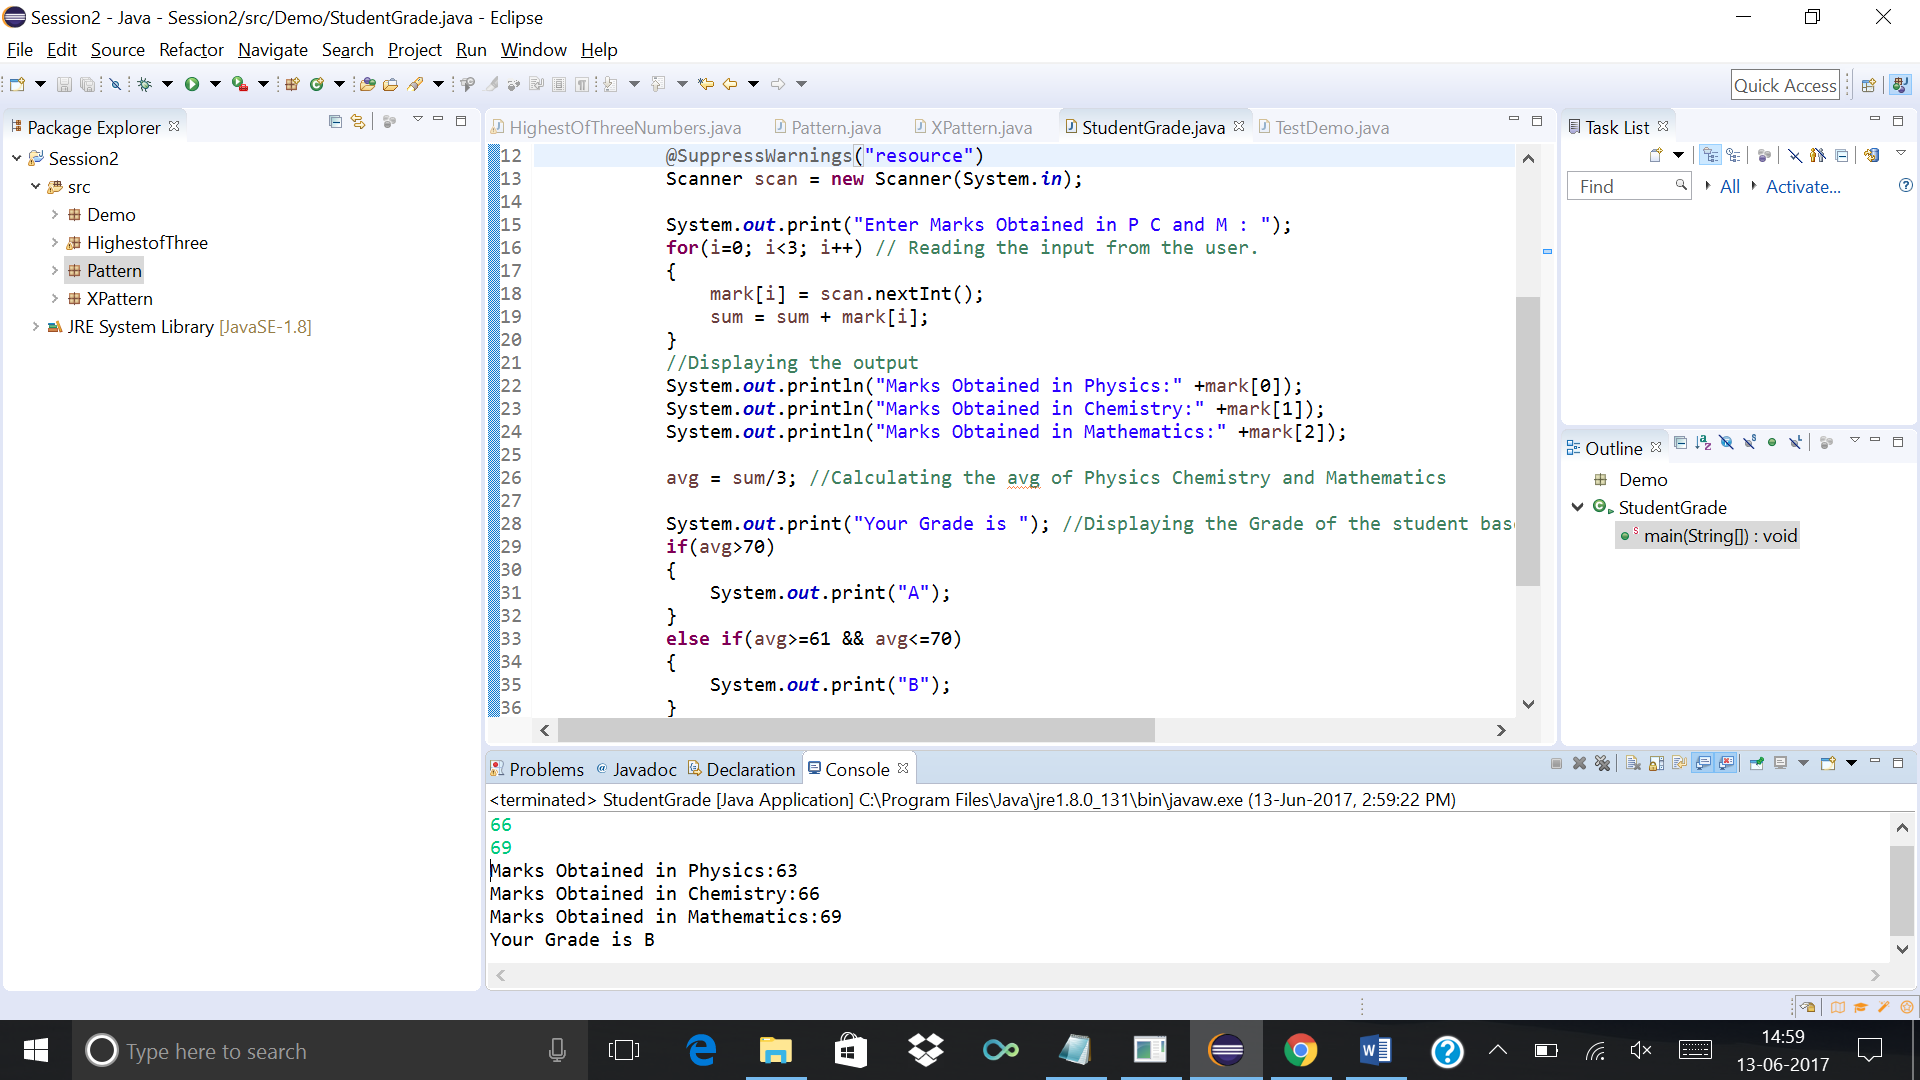 Session2 - Java - Session2/src/Demo/StudentGrade.java - Eclipse
File Edit Source Refactor Navigate Search Project Run Window Help
Quick Access
Package Explorer
Session2
src
Demo
HighestofThree
Pattern
XPattern
JRE System Library [JavaSE-1.8]
HighestOfThreeNumbers.java Pattern.java XPattern.java StudentGrade.java TestDemo.java
12 @SuppressWarnings("resource")
13 Scanner scan = new Scanner(System.in);
14
15 System.out.print("Enter Marks Obtained in P C and M : ");
16 for(i=0; i<3; i++) // Reading the input from the user.
17 {
18 mark[i] = scan.nextInt();
19 sum = sum + mark[i];
20 }
21 //Displaying the output
22 System.out.println("Marks Obtained in Physics:" +mark[0]);
23 System.out.println("Marks Obtained in Chemistry:" +mark[1]);
24 System.out.println("Marks Obtained in Mathematics:" +mark[2]);
25
26 avg = sum/3; //Calculating the avg of Physics Chemistry and Mathematics
27
28 System.out.print("Your Grade is "); //Displaying the Grade of the student bas
29 if(avg>70)
30 {
31 System.out.print("A");
32 }
33 else if(avg>=61 && avg<=70)
34 {
35 System.out.print("B");
36 }
Task List
Find All Activate...
Outline
Demo
StudentGrade
main(String[]) : void
Problems @ Javadoc Declaration Console
<terminated> StudentGrade [Java Application] C:\Program Files\Java\jre1.8.0_131\bin\javaw.exe (13-Jun-2017, 2:59:22 PM)
66
69
Marks Obtained in Physics:63
Marks Obtained in Chemistry:66
Marks Obtained in Mathematics:69
Your Grade is B
Type here to search
14:59
13-06-2017